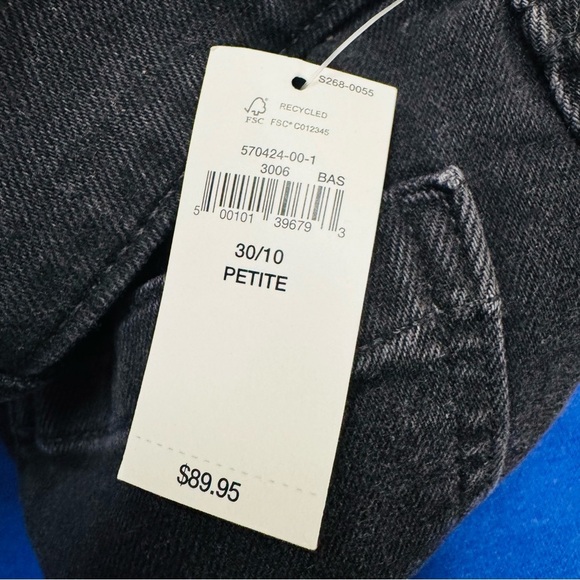 S268-0055
RECYCLED
FSC FSC® C012345
570424-00-1
3006 BAS
5 00101 39679 3
30/10
PETITE
$89.95